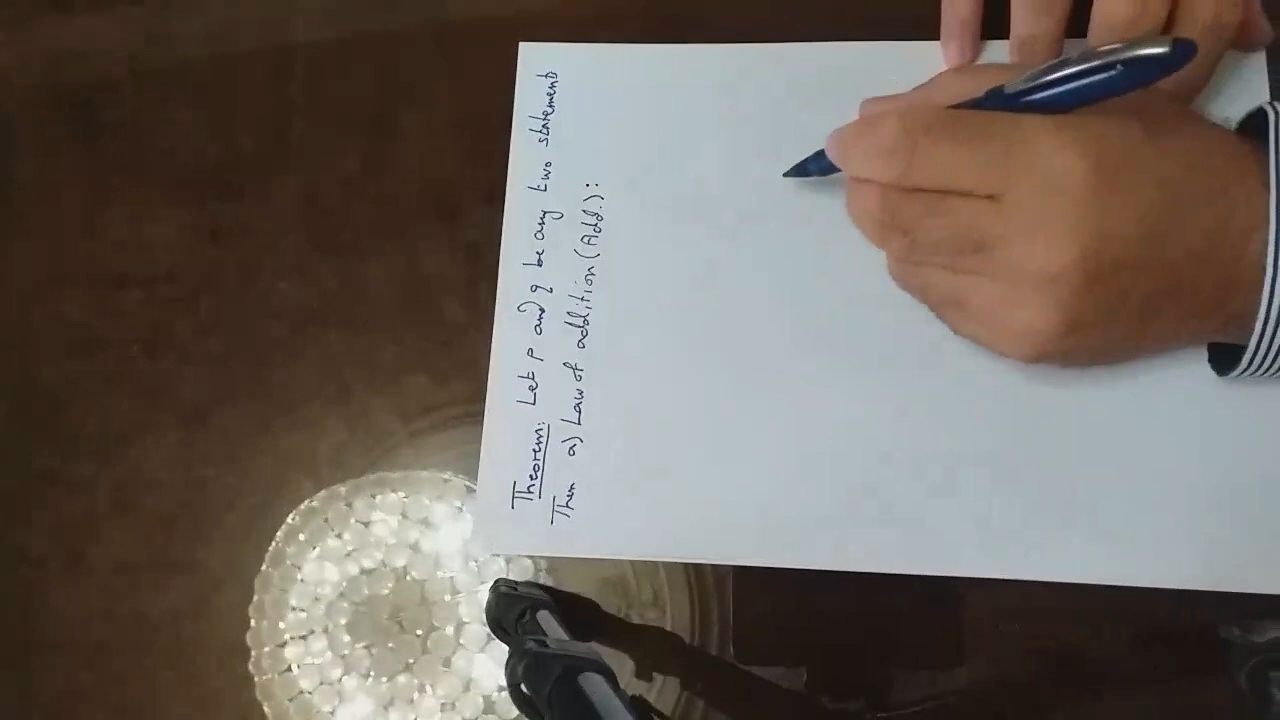 Theorem: Let p and q be any two statements
Then a) Law of addition (Add.):